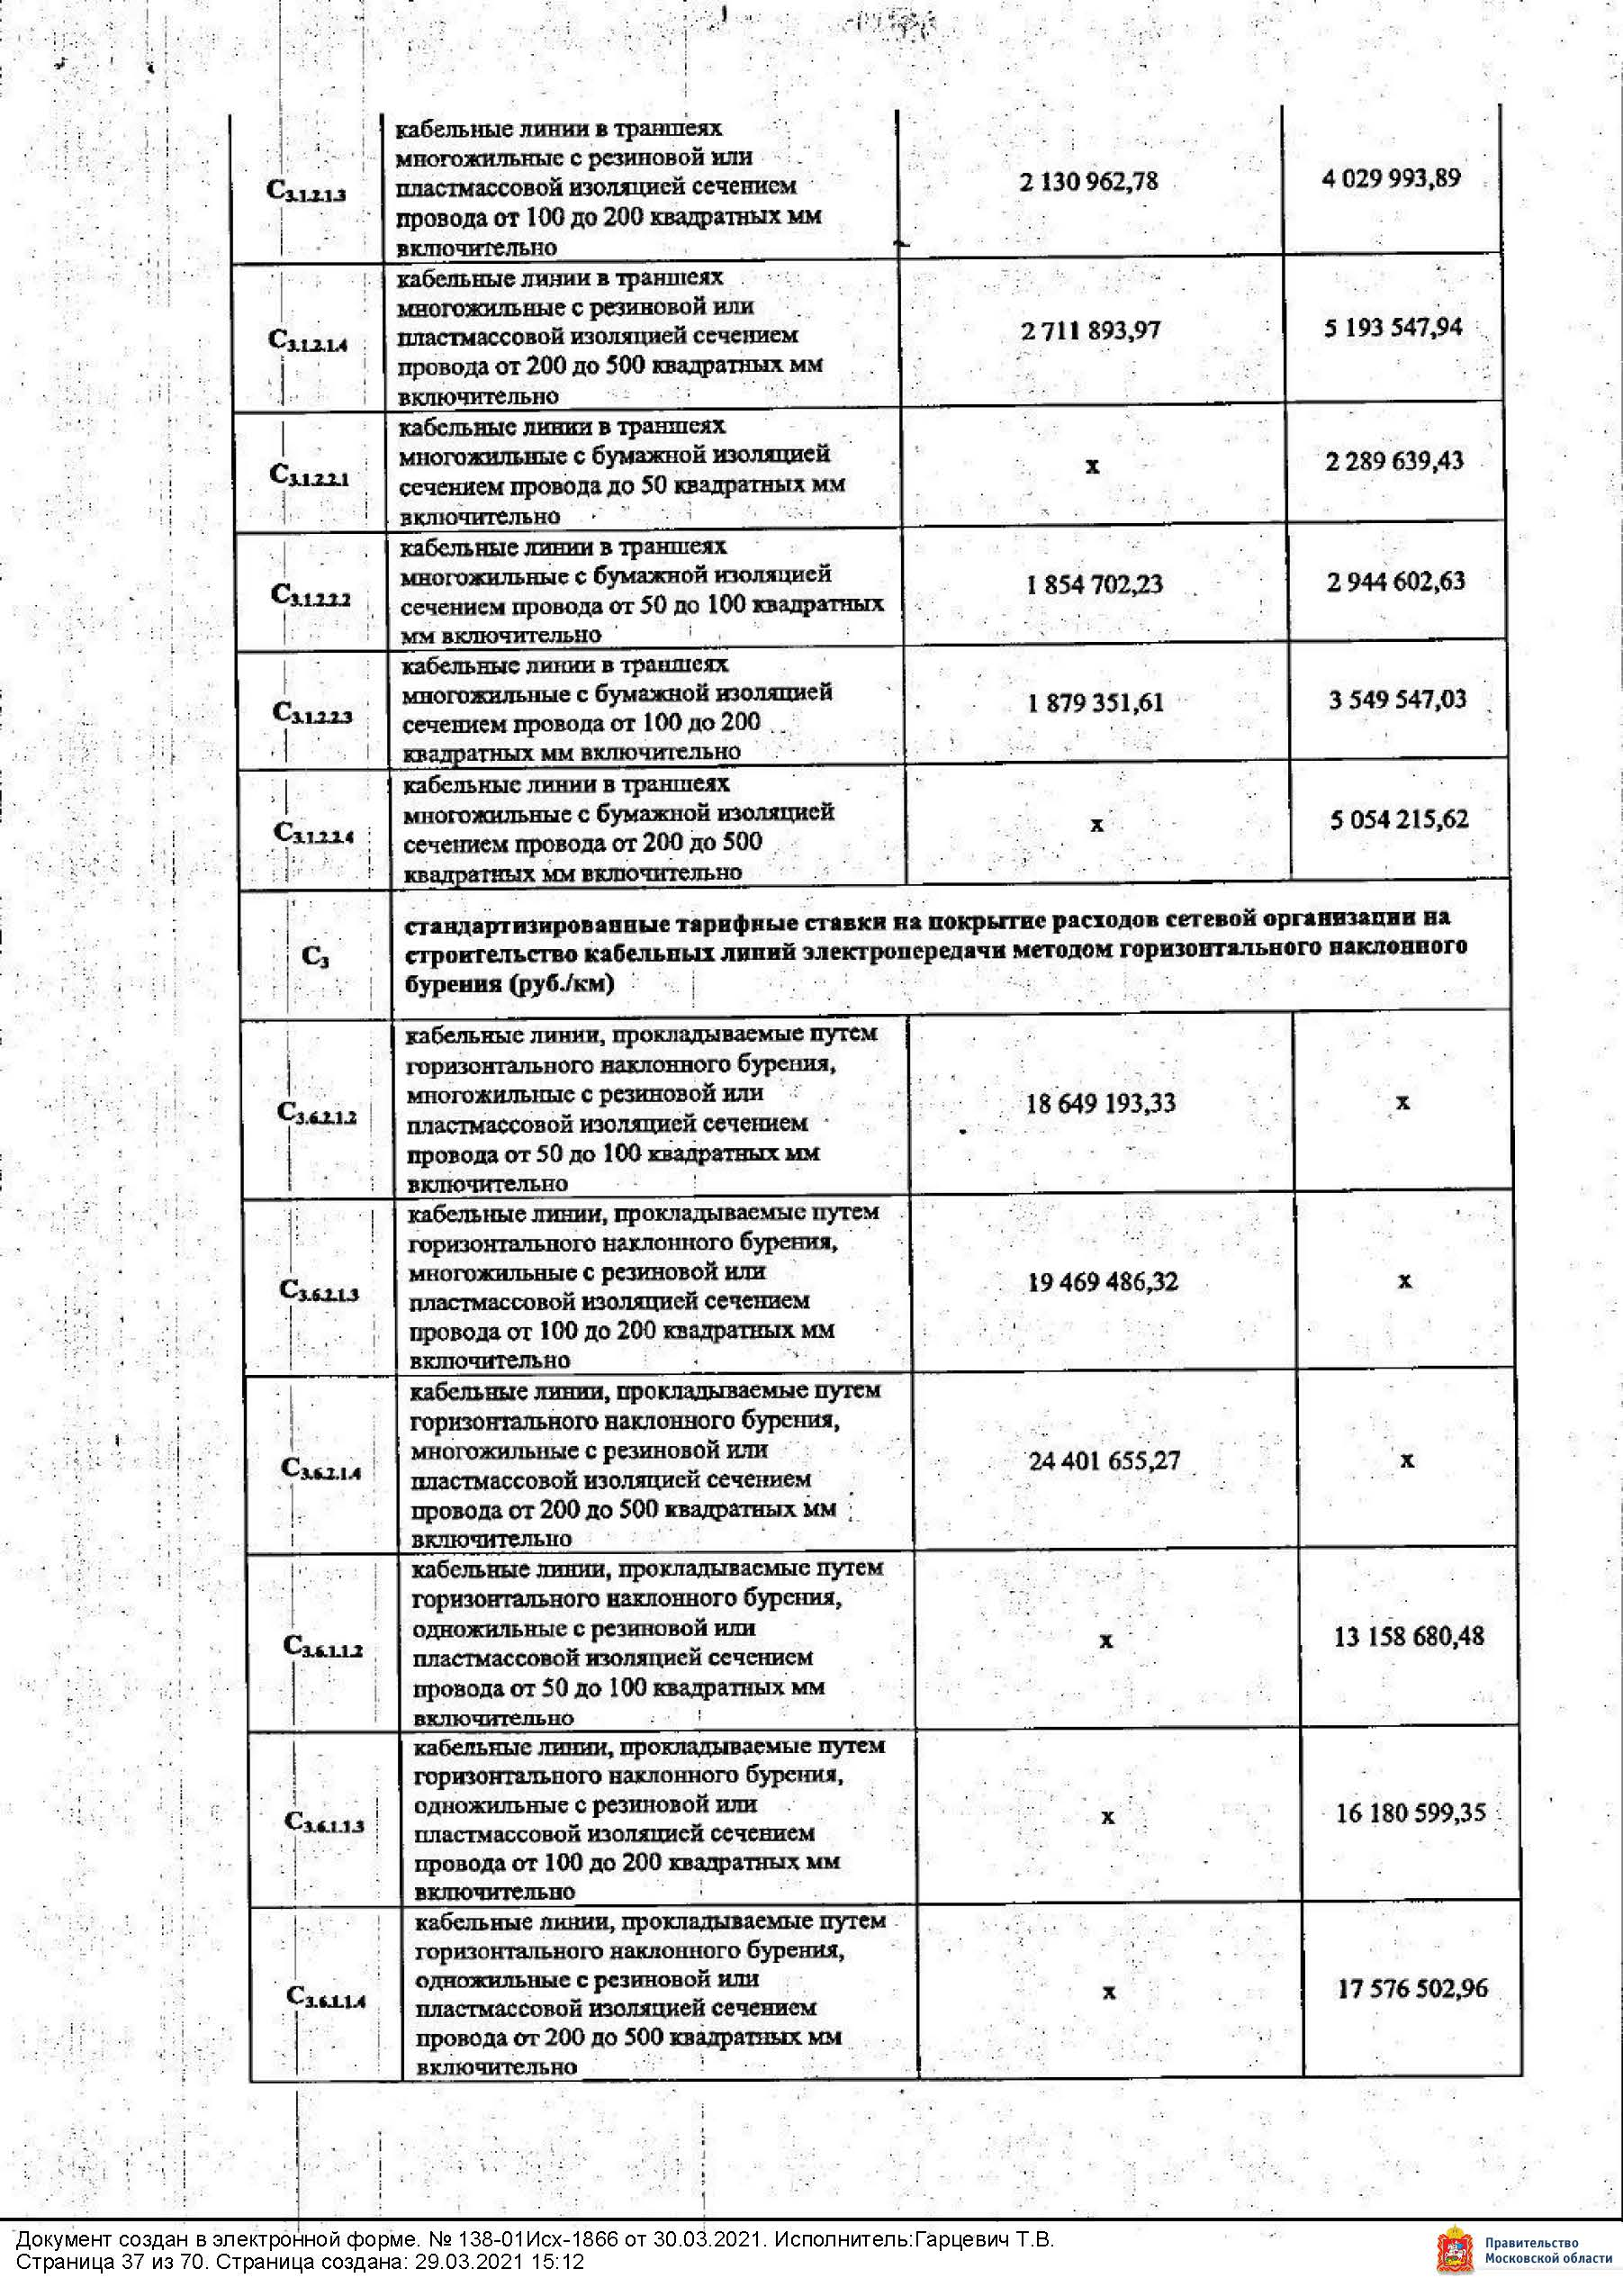 кабельные линии в траншеях
многожильные с резиновой или
С3.1.2.1.3 пластмассовой изоляцией сечением 2 130 962,78 4 029 993,89
провода от 100 до 200 квадратных мм
включительно
кабельные линии в траншеях
многожильные с резиновой или
С3.1.2.1.4 пластмассовой изоляцией сечением 2 711 893,97 5 193 547,94
провода от 200 до 500 квадратных мм
включительно
кабельные линии в траншеях
многожильные с бумажной изоляцией
С3.1.2.2.1 сечением провода до 50 квадратных мм х 2 289 639,43
включительно
кабельные линии в траншеях
многожильные с бумажной изоляцией
С3.1.2.2.2 сечением провода от 50 до 100 квадратных 1 854 702,23 2 944 602,63
мм включительно
кабельные линии в траншеях
многожильные с бумажной изоляцией
С3.1.2.2.3 сечением провода от 100 до 200 1 879 351,61 3 549 547,03
квадратных мм включительно
кабельные линии в траншеях
многожильные с бумажной изоляцией
С3.1.2.2.4 сечением провода от 200 до 500 х 5 054 215,62
квадратных мм включительно
стандартизированные тарифные ставки на покрытие расходов сетевой организации на
С3 строительство кабельных линий электропередачи методом горизонтального наклонного
бурения (руб./км)
кабельные линии, прокладываемые путем
горизонтального наклонного бурения,
многожильные с резиновой или
С3.6.2.1.2 пластмассовой изоляцией сечением 18 649 193,33 х
провода от 50 до 100 квадратных мм
включительно
кабельные линии, прокладываемые путем
горизонтального наклонного бурения,
многожильные с резиновой или
С3.6.2.1.3 пластмассовой изоляцией сечением 19 469 486,32 х
провода от 100 до 200 квадратных мм
включительно
кабельные линии, прокладываемые путем
горизонтального наклонного бурения,
многожильные с резиновой или
С3.6.2.1.4 пластмассовой изоляцией сечением 24 401 655,27 х
провода от 200 до 500 квадратных мм
включительно
кабельные линии, прокладываемые путем
горизонтального наклонного бурения,
одножильные с резиновой или
С3.6.1.1.2 пластмассовой изоляцией сечением х 13 158 680,48
провода от 50 до 100 квадратных мм
включительно
кабельные линии, прокладываемые путем
горизонтального наклонного бурения,
одножильные с резиновой или
С3.6.1.1.3 пластмассовой изоляцией сечением х 16 180 599,35
провода от 100 до 200 квадратных мм
включительно
кабельные линии, прокладываемые путем
горизонтального наклонного бурения,
одножильные с резиновой или
С3.6.1.1.4 пластмассовой изоляцией сечением х 17 576 502,96
провода от 200 до 500 квадратных мм
включительно
Документ создан в электронной форме. № 138-01Исх-1866 от 30.03.2021. Исполнитель:Гарцевич Т.В.
Страница 37 из 70. Страница создана: 29.03.2021 15:12
Правительство
Московской области